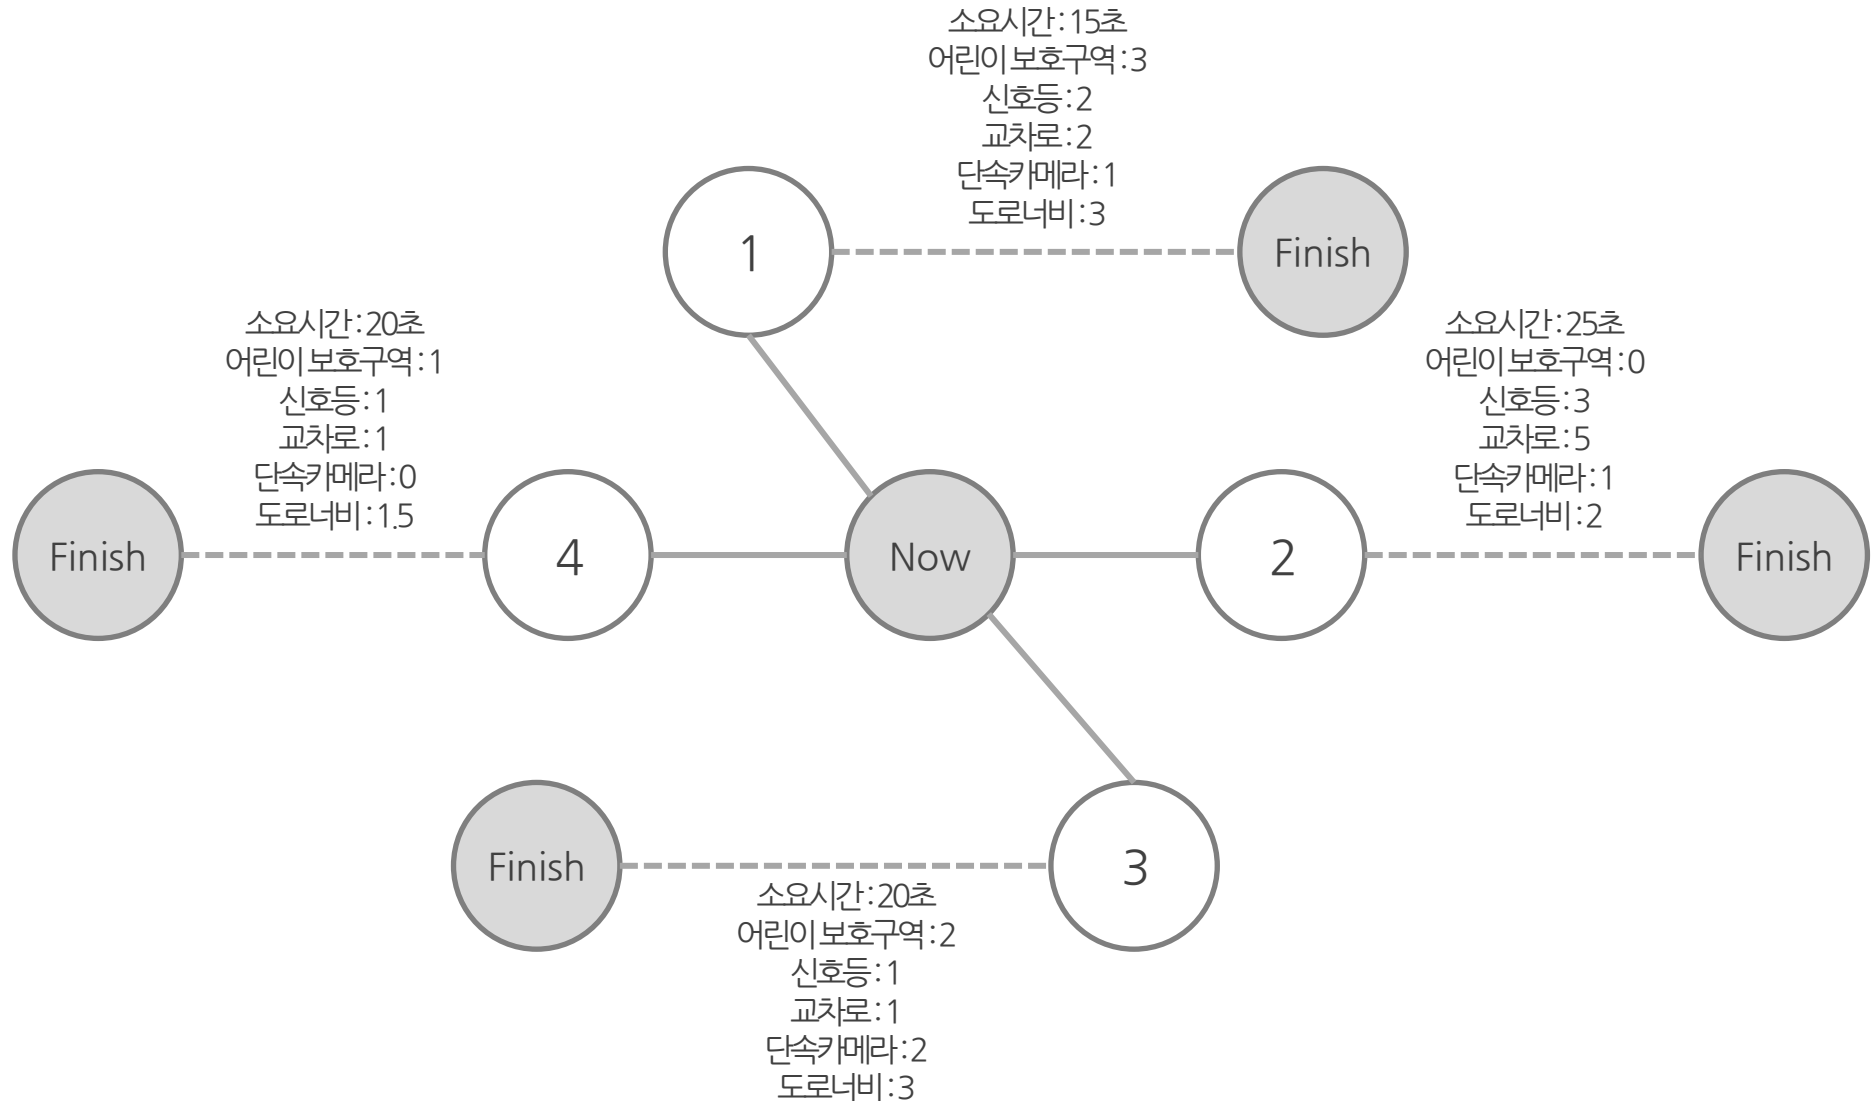 소요시간 : 15초
어린이 보호구역 : 3
신호등 : 2
교차로 : 2
단속카메라 : 1
도로너비 : 3
1
Finish
소요시간 : 20초
어린이 보호구역 : 1
신호등 : 1
교차로 : 1
단속카메라 : 0
도로너비 : 1.5
소요시간 : 25초
어린이 보호구역 : 0
신호등 : 3
교차로 : 5
단속카메라 : 1
도로너비 : 2
Finish
4
Now
2
Finish
Finish
3
소요시간 : 20초
어린이 보호구역 : 2
신호등 : 1
교차로 : 1
단속카메라 : 2
도로너비 : 3